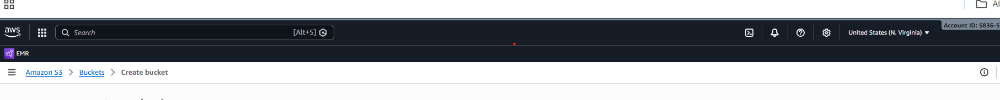 Al
aws
Search [Alt+S]
United States (N. Virginia)
Account ID: 5836-5
EMR
Amazon S3 > Buckets > Create bucket